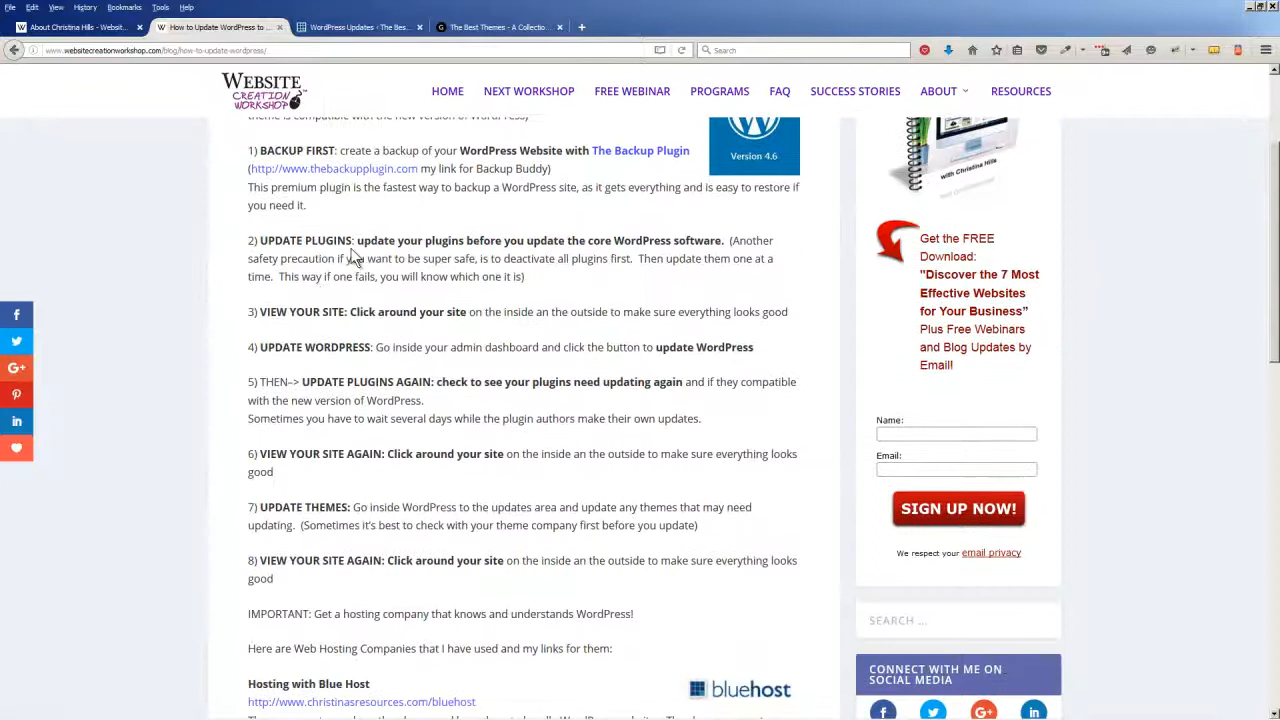 File Edit View History Bookmarks Tools Help
About Christina Hills - Websit...
How to Update WordPress to ...
WordPress Updates - The Bes...
The Best Themes - A Collectio...
www.websitecreationworkshop.com/blog/how-to-update-wordpress/
Search
WEBSITE
CREATION
WORKSHOP
HOME NEXT WORKSHOP FREE WEBINAR PROGRAMS FAQ SUCCESS STORIES ABOUT RESOURCES
theme is compatible with the new version of WordPress)
1) BACKUP FIRST: create a backup of your WordPress Website with The Backup Plugin
(http://www.thebackupplugin.com my link for Backup Buddy)
This premium plugin is the fastest way to backup a WordPress site, as it gets everything and is easy to restore if
you need it.
Version 4.6
2) UPDATE PLUGINS: update your plugins before you update the core WordPress software. (Another
safety precaution if you want to be super safe, is to deactivate all plugins first. Then update them one at a
time. This way if one fails, you will know which one it is)
3) VIEW YOUR SITE: Click around your site on the inside an the outside to make sure everything looks good
4) UPDATE WORDPRESS: Go inside your admin dashboard and click the button to update WordPress
5) THEN–> UPDATE PLUGINS AGAIN: check to see your plugins need updating again and if they compatible
with the new version of WordPress.
Sometimes you have to wait several days while the plugin authors make their own updates.
6) VIEW YOUR SITE AGAIN: Click around your site on the inside an the outside to make sure everything looks
good
7) UPDATE THEMES: Go inside WordPress to the updates area and update any themes that may need
updating. (Sometimes it's best to check with your theme company first before you update)
8) VIEW YOUR SITE AGAIN: Click around your site on the inside an the outside to make sure everything looks
good
IMPORTANT: Get a hosting company that knows and understands WordPress!
Here are Web Hosting Companies that I have used and my links for them:
Hosting with Blue Host
http://www.christinasresources.com/bluehost
bluehost
with Christina Hills
Get the FREE
Download:
"Discover the 7 Most
Effective Websites
for Your Business"
Plus Free Webinars
and Blog Updates by
Email!
Name:
Email:
SIGN UP NOW!
We respect your email privacy
SEARCH ...
CONNECT WITH ME ON
SOCIAL MEDIA